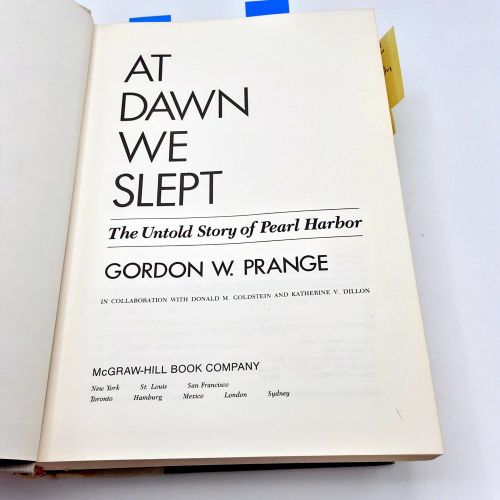 AT
DAWN
WE
SLEPT
The Untold Story of Pearl Harbor
GORDON W. PRANGE
IN COLLABORATION WITH DONALD M. GOLDSTEIN AND KATHERINE V. DILLON
McGRAW-HILL BOOK COMPANY
New York St. Louis San Francisco
Toronto Hamburg Mexico London Sydney